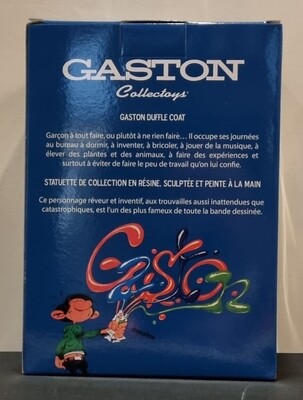 GASTON
Collectoys
GASTON DUFFLE COAT
Garçon à tout faire, ou plutôt à ne rien faire... Il occupe ses journées
au bureau à dormir, à inventer, à bricoler, à jouer de la musique, à
élever des plantes et des animaux, à faire des expériences et
surtout à éviter de faire le peu de travail qu'on lui confie.
STATUETTE DE COLLECTION EN RÉSINE. SCULPTÉE ET PEINTE À LA MAIN
Ce personnage rêveur et inventif, aux trouvailles aussi inattendues que
catastrophiques, est l'un des plus fameux de toute la bande dessinée.
Gaston